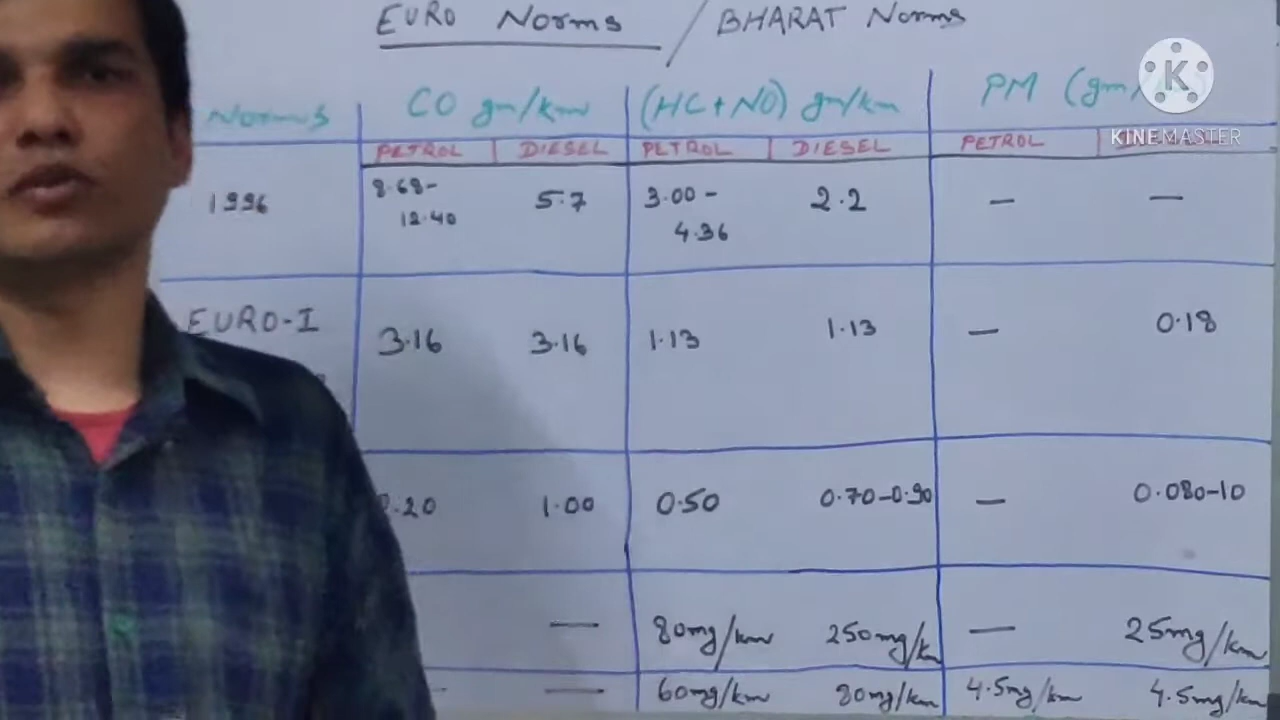 EURO Norms / BHARAT Norms
Norms CO gm/km (HC+NO) gm/km PM (gm/
KINEMASTER
PETROL DIESEL PETROL DIESEL PETROL
1996 8.68- 12.40 5.7 3.00- 4.36 2.2 — —
EURO-I 3.16 3.16 1.13 1.13 — 0.18
.20 1.00 0.50 0.70-0.90 — 0.080-10
— 80mg/km 250mg/km — 25mg/km
— — 60mg/km 80mg/km 4.5mg/km 4.5mg/km